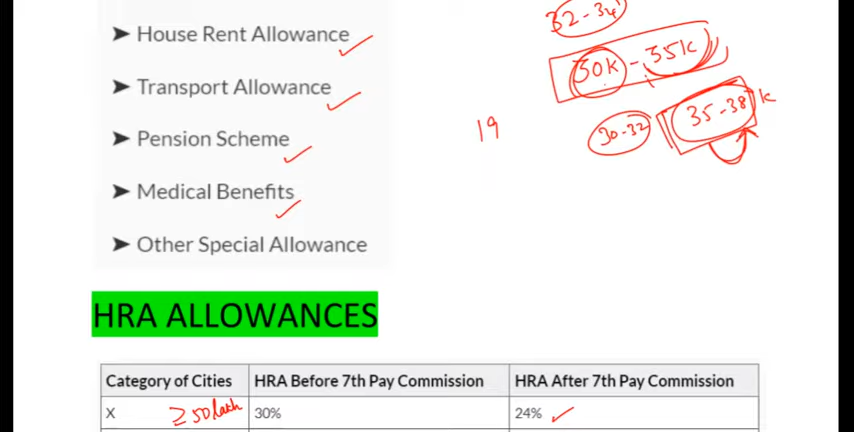 32-34
➤ House Rent Allowance ✓
30k - 35k
➤ Transport Allowance ✓
35-38 k
30-32
19
➤ Pension Scheme ✓
➤ Medical Benefits ✓
➤ Other Special Allowance
HRA ALLOWANCES
Category of Cities HRA Before 7th Pay Commission HRA After 7th Pay Commission
X ≥50 lakh 30% 24% ✓